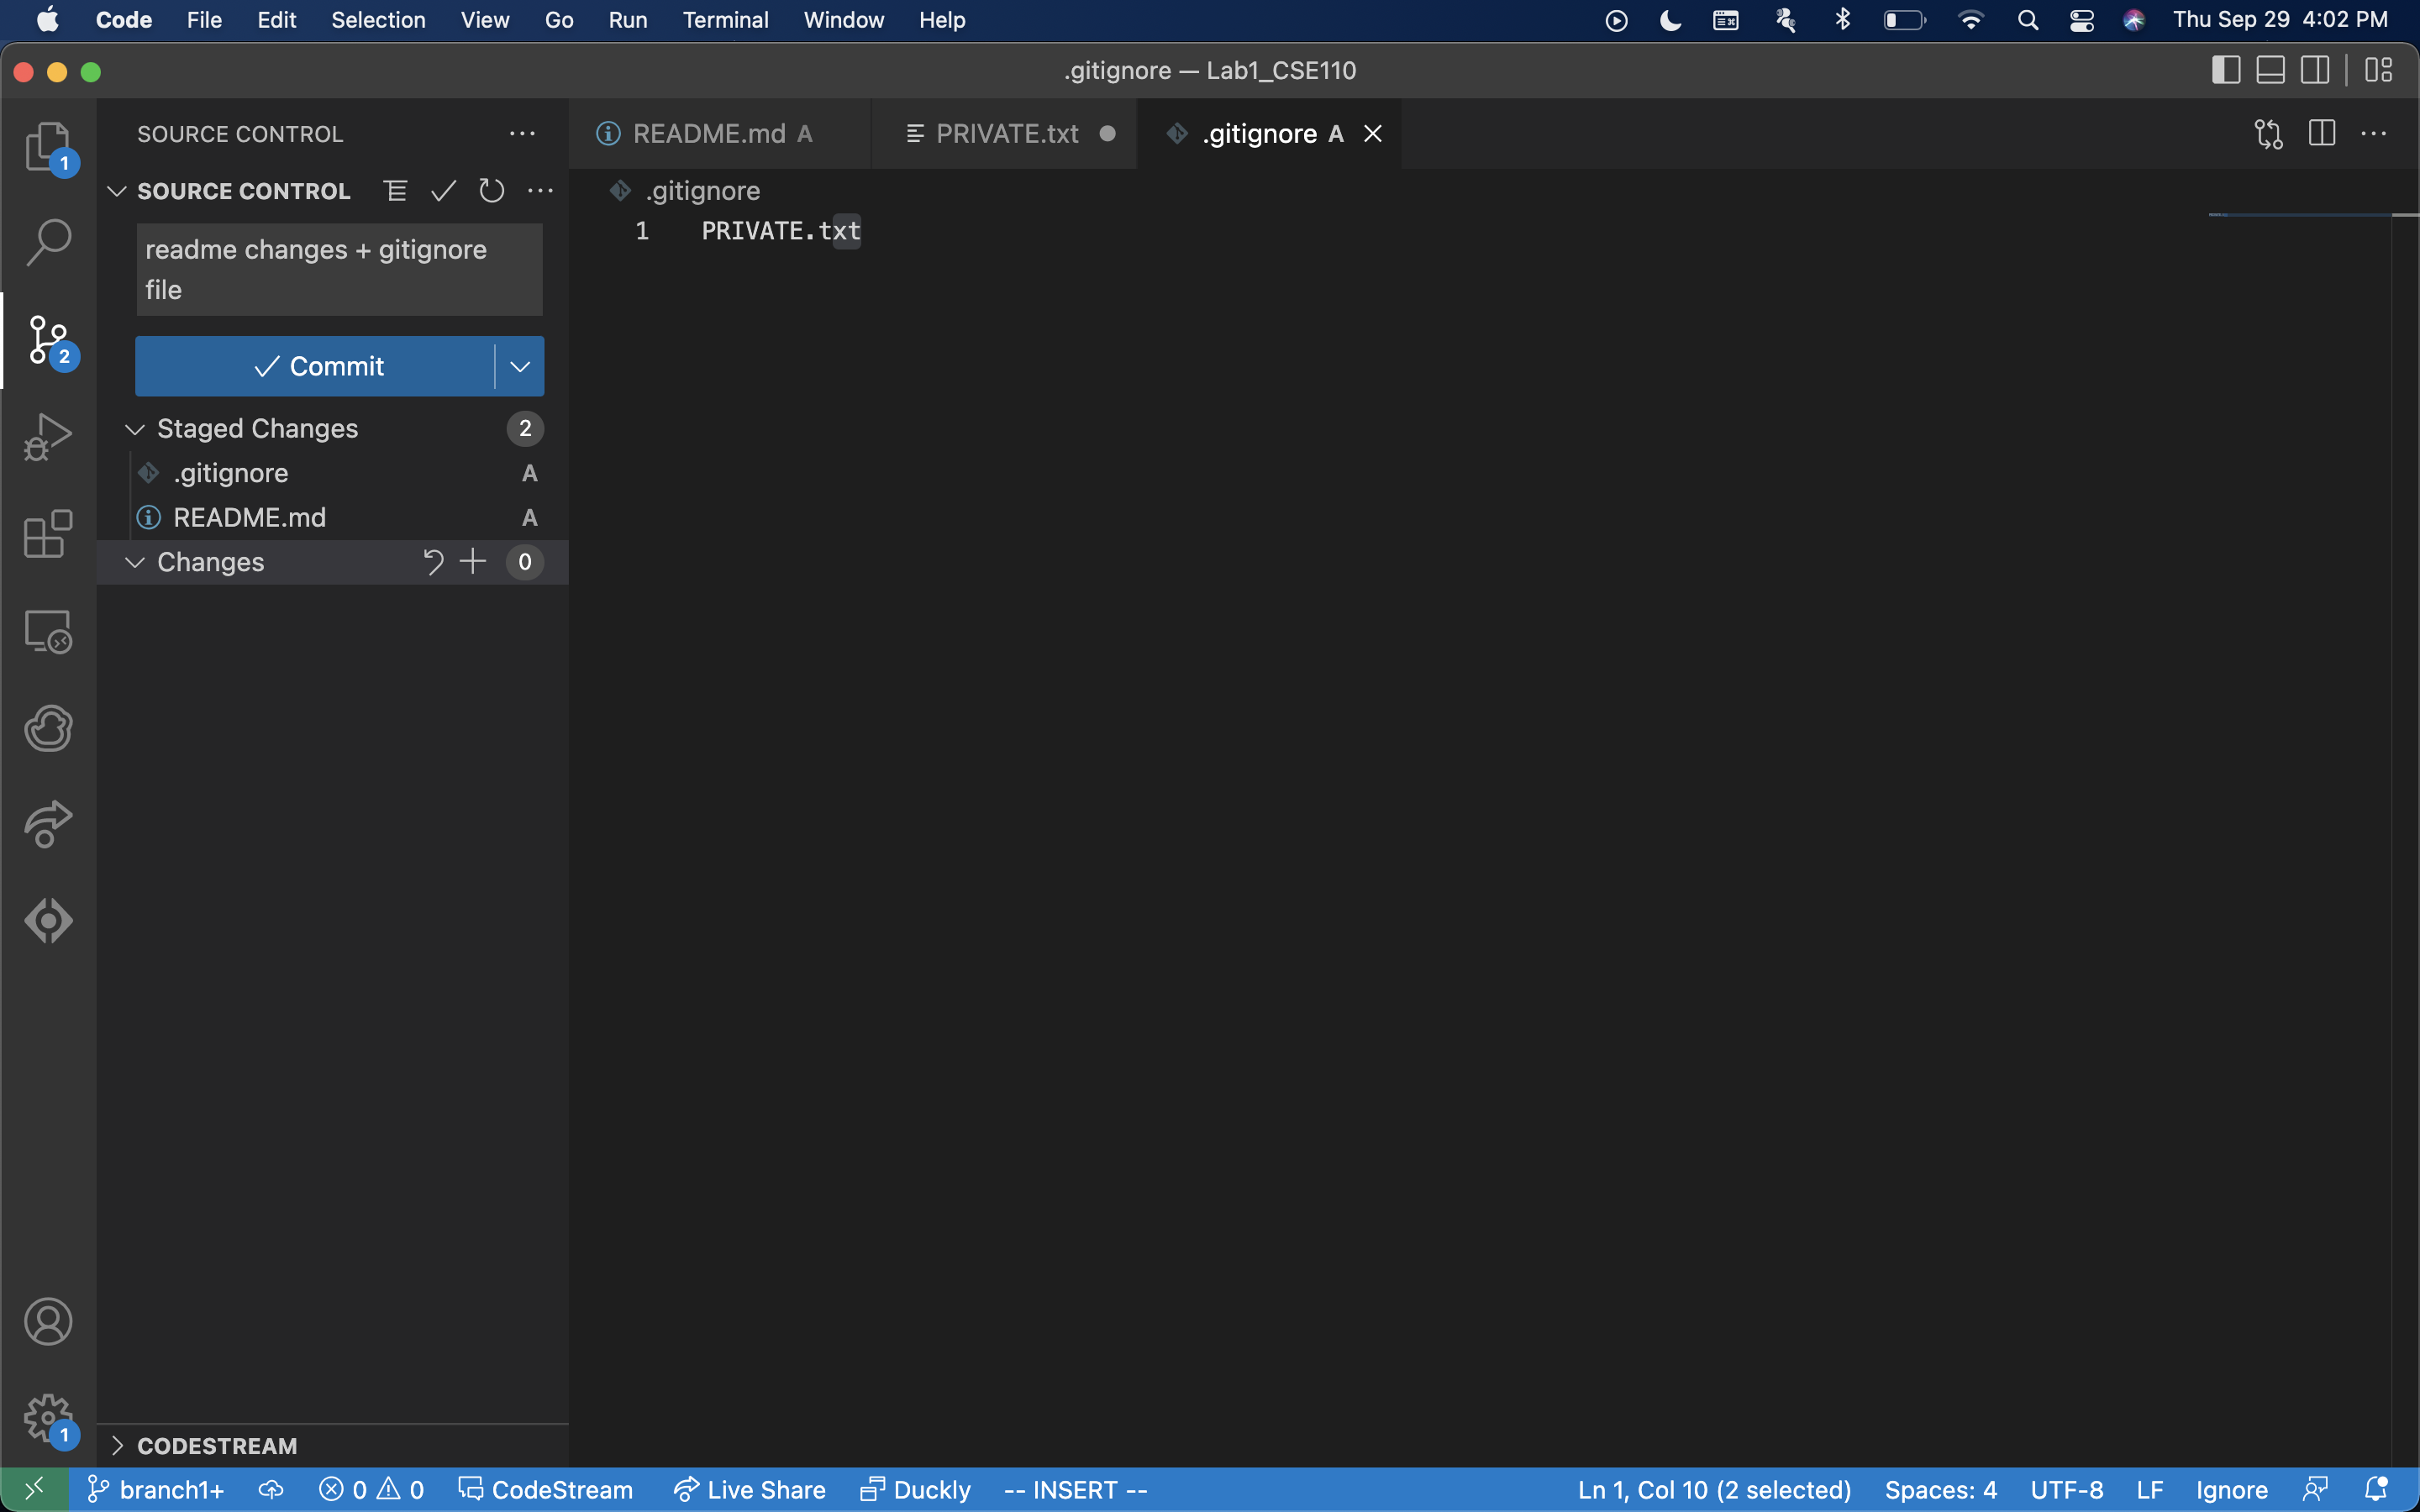 Code File Edit Selection View Go Run Terminal Window Help Thu Sep 29 4:02 PM
.gitignore — Lab1_CSE110
SOURCE CONTROL
README.md A PRIVATE.txt .gitignore A
1
SOURCE CONTROL
.gitignore
1 PRIVATE.txt
readme changes + gitignore
file
2
Commit
Staged Changes 2
.gitignore A
README.md A
Changes 0
1
CODESTREAM
branch1+ 0 0 CodeStream Live Share Duckly -- INSERT -- Ln 1, Col 10 (2 selected) Spaces: 4 UTF-8 LF Ignore